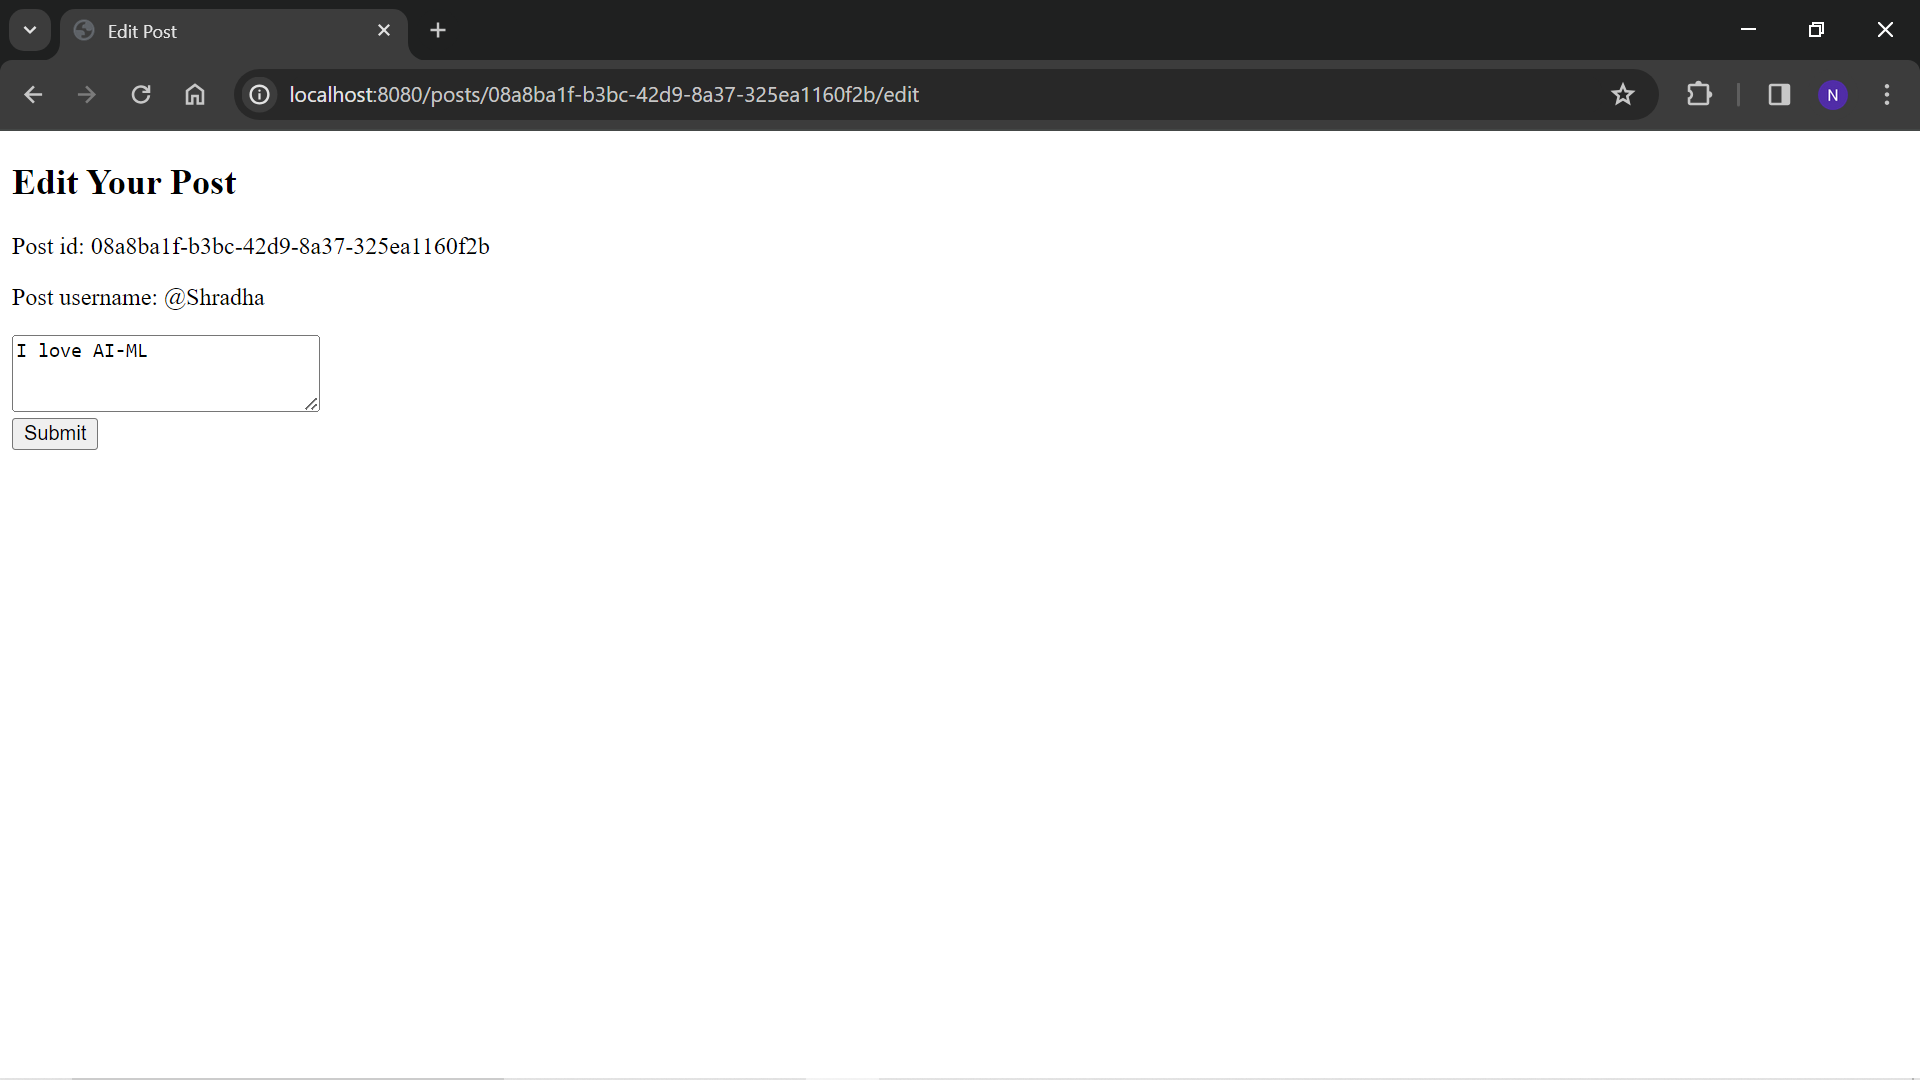 Edit Post
localhost:8080/posts/08a8ba1f-b3bc-42d9-8a37-325ea1160f2b/edit
N
Edit Your Post
Post id: 08a8ba1f-b3bc-42d9-8a37-325ea1160f2b
Post username: @Shradha
I love AI-ML
Submit